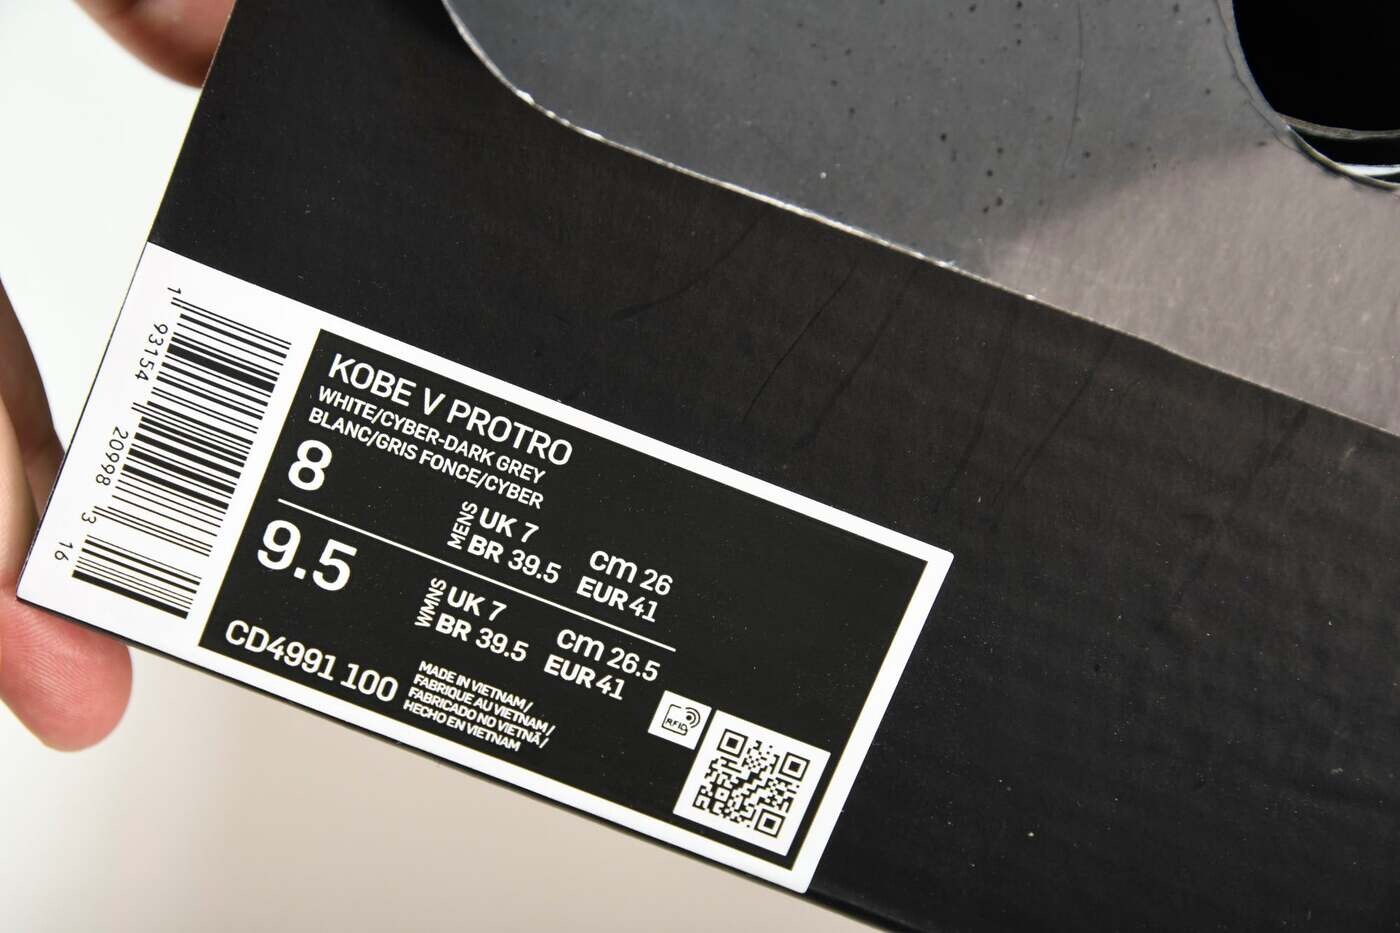 KOBE V PROTRO
WHITE/CYBER-DARK GREY
BLANC/GRIS FONCE/CYBER
8
MENS
UK 7
BR 39.5
cm 26
EUR 41
9.5
WMNS
UK 7
BR 39.5
cm 26.5
EUR 41
CD4991 100
MADE IN VIETNAM/
FABRIQUE AU VIETNAM/
FABRICADO NO VIETNÃ/
HECHO EN VIETNAM
RFID
1 93154 20998 3 16